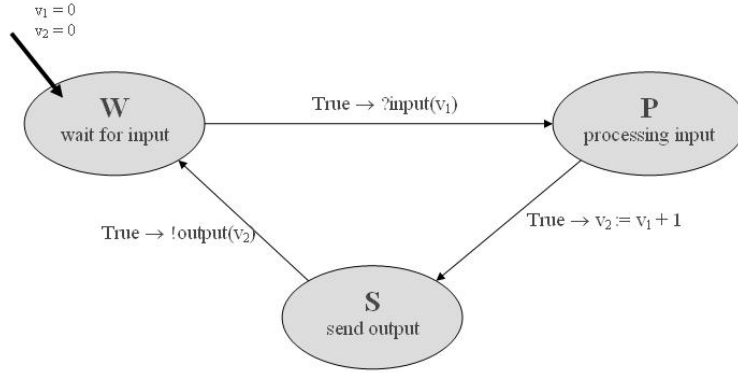 v₁ = 0
v₂ = 0
W
wait for input
True → ?input(v₁)
P
processing input
True → !output(v₂)
True → v₂ := v₁ + 1
S
send output